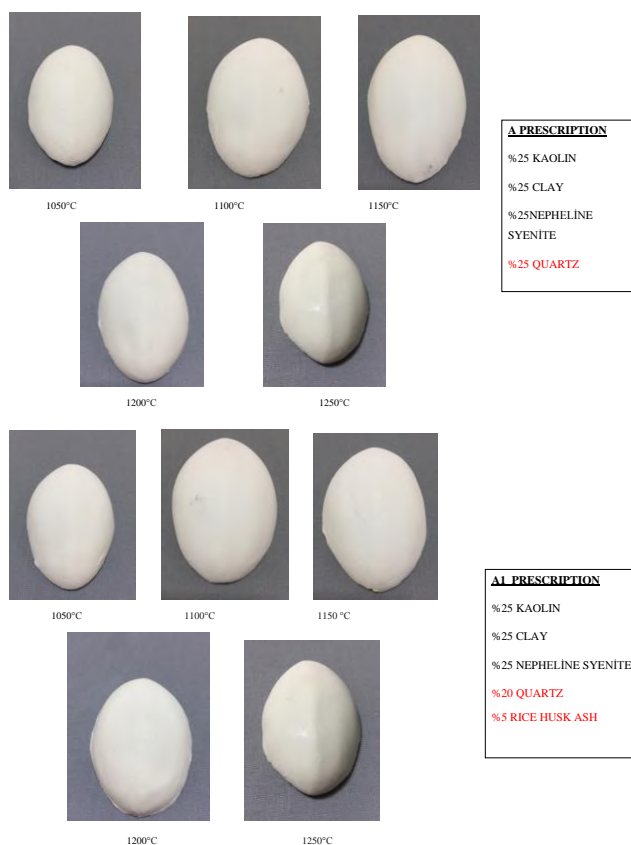 1050°C
1100°C
1150°C
A PRESCRIPTION
%25 KAOLIN
%25 CLAY
%25NEPHELİNE
SYENİTE
%25 QUARTZ
1200°C
1250°C
1050°C
1100°C
1150 °C
A1 PRESCRIPTION
%25 KAOLIN
%25 CLAY
%25 NEPHELİNE SYENİTE
%20 QUARTZ
%5 RICE HUSK ASH
1200°C
1250°C